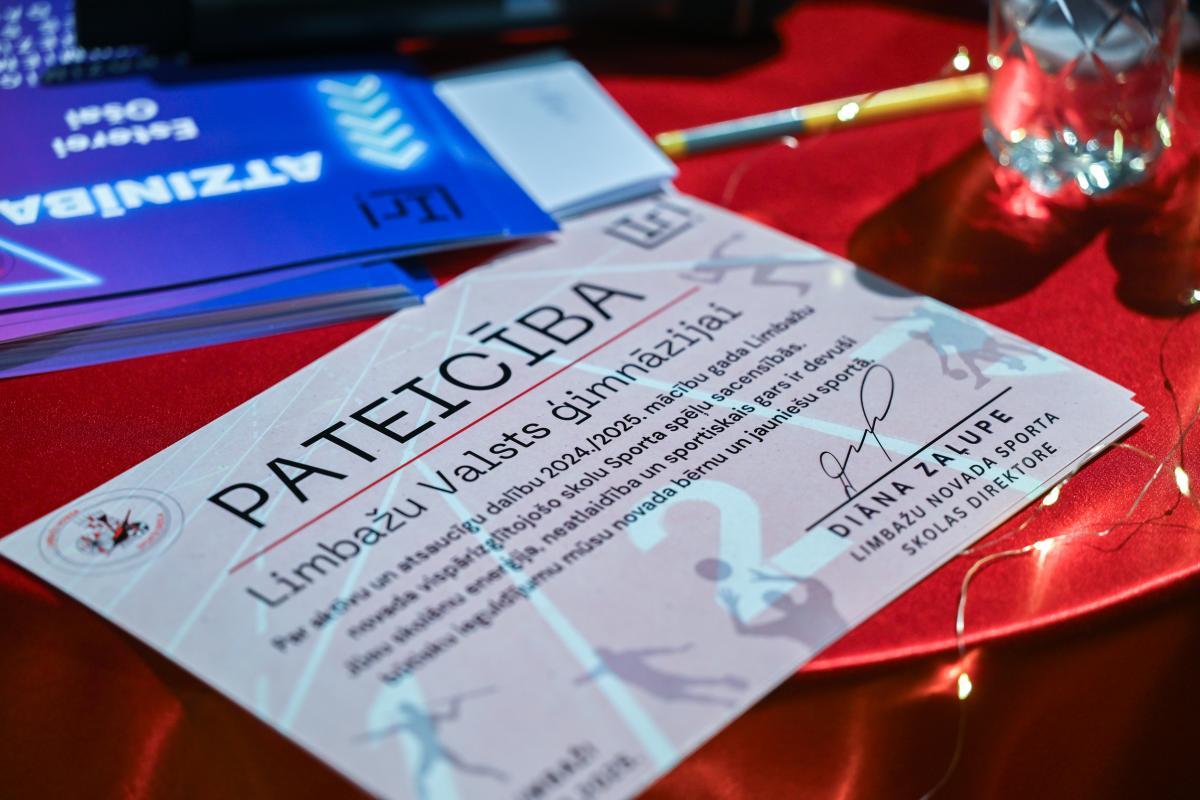 ATZINĪBA
Esterei
Ošai
PATEICĪBA
Limbažu Valsts ģimnāzijai
Par aktīvu un atsaucīgu dalību 2024./2025. mācību gada Limbažu
novada vispārizglītojošo skolu Sporta spēļu sacensībās.
Jūsu skolēnu enerģija, neatlaidība un sportiskais gars ir devuši
būtisku ieguldījumu mūsu novada bērnu un jauniešu sportā.
DIĀNA ZAĻUPE
LIMBAŽU NOVADA SPORTA
SKOLAS DIREKTORE
2